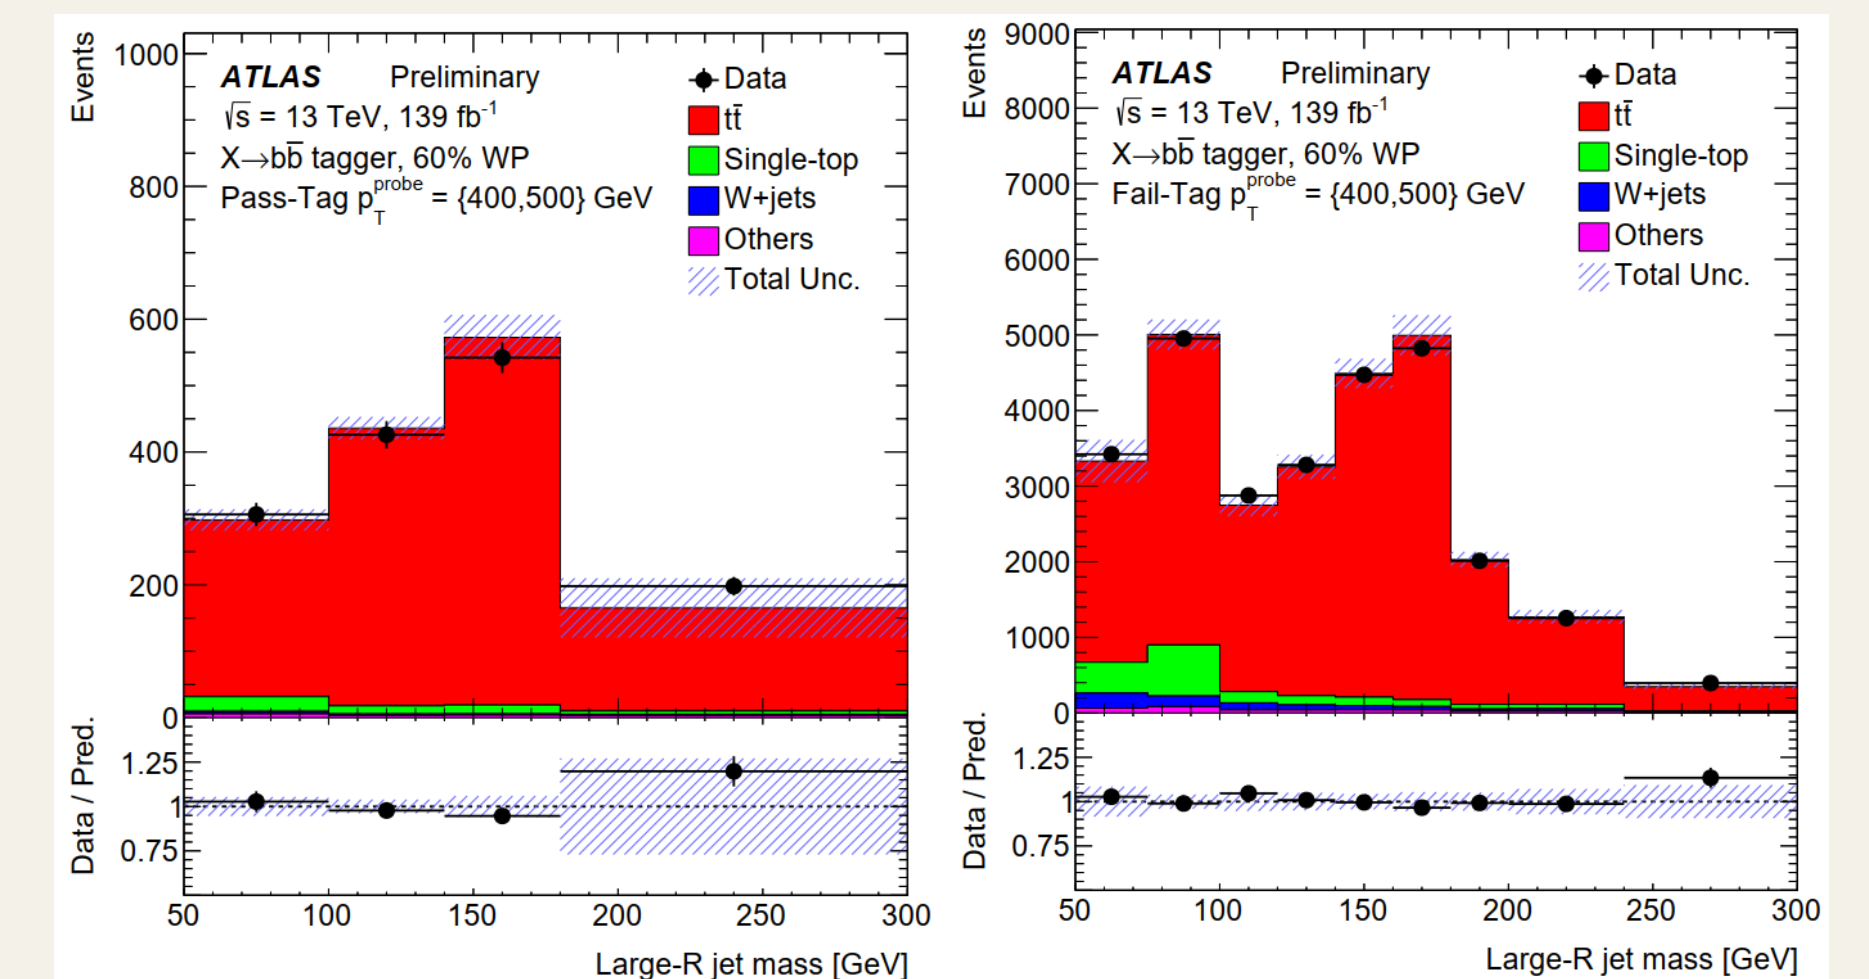 Events
1000
800
600
400
200
0
ATLAS Preliminary
√s = 13 TeV, 139 fb⁻¹
X→bb̄ tagger, 60% WP
Pass-Tag p_T^probe = {400,500} GeV
Data
tt̄
Single-top
W+jets
Others
Total Unc.
Data / Pred.
1.25
1
0.75
50 100 150 200 250 300
Large-R jet mass [GeV]
Events
9000
8000
7000
6000
5000
4000
3000
2000
1000
0
ATLAS Preliminary
√s = 13 TeV, 139 fb⁻¹
X→bb̄ tagger, 60% WP
Fail-Tag p_T^probe = {400,500} GeV
Data
tt̄
Single-top
W+jets
Others
Total Unc.
Data / Pred.
1.25
1
0.75
50 100 150 200 250 300
Large-R jet mass [GeV]